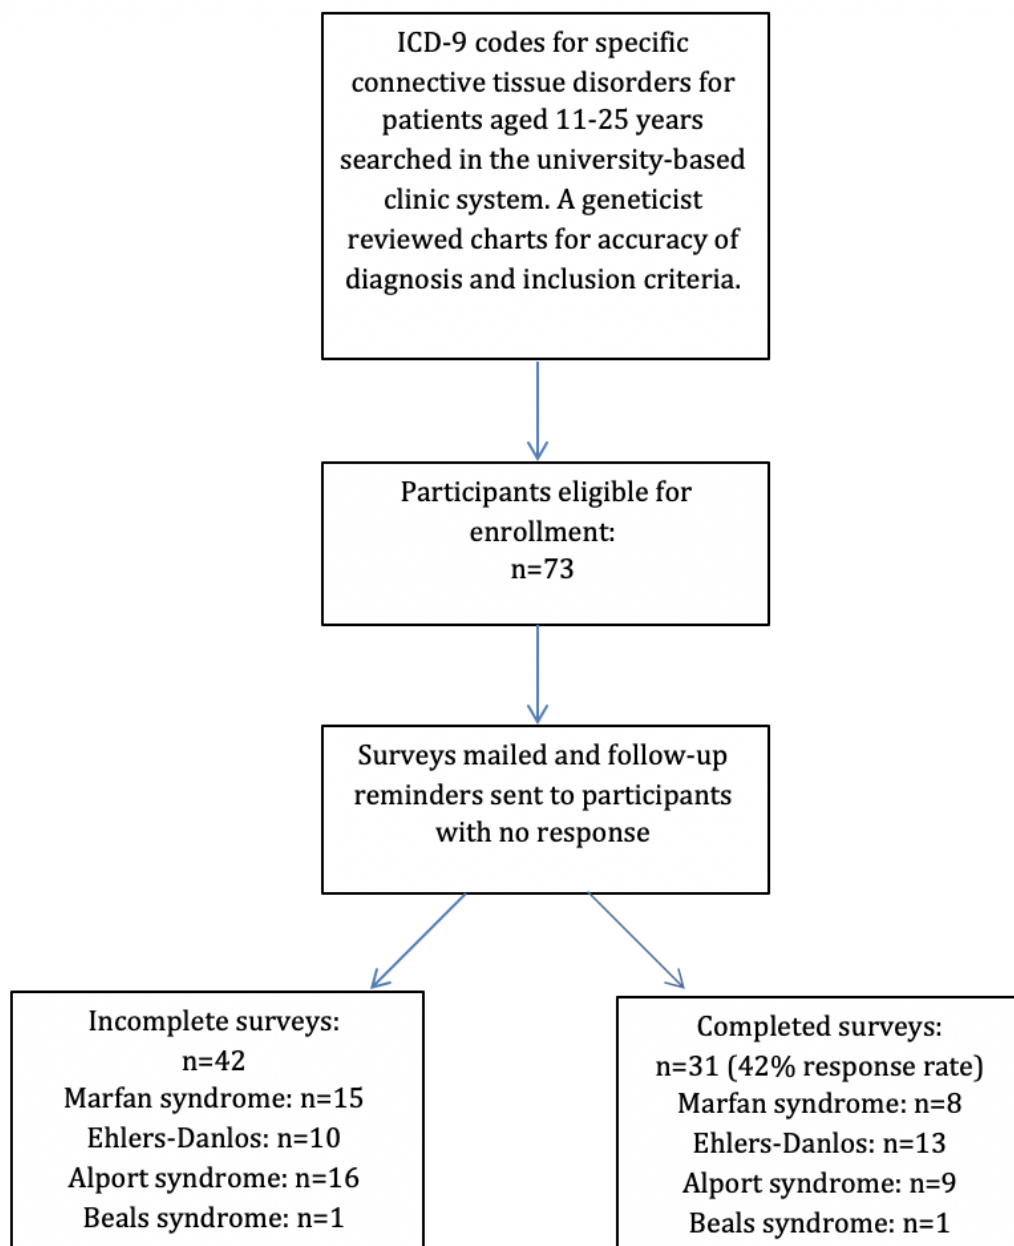 ICD-9 codes for specific
connective tissue disorders for
patients aged 11-25 years
searched in the university-based
clinic system. A geneticist
reviewed charts for accuracy of
diagnosis and inclusion criteria.
Participants eligible for
enrollment:
n=73
Surveys mailed and follow-up
reminders sent to participants
with no response
Incomplete surveys:
n=42
Marfan syndrome: n=15
Ehlers-Danlos: n=10
Alport syndrome: n=16
Beals syndrome: n=1
Completed surveys:
n=31 (42% response rate)
Marfan syndrome: n=8
Ehlers-Danlos: n=13
Alport syndrome: n=9
Beals syndrome: n=1